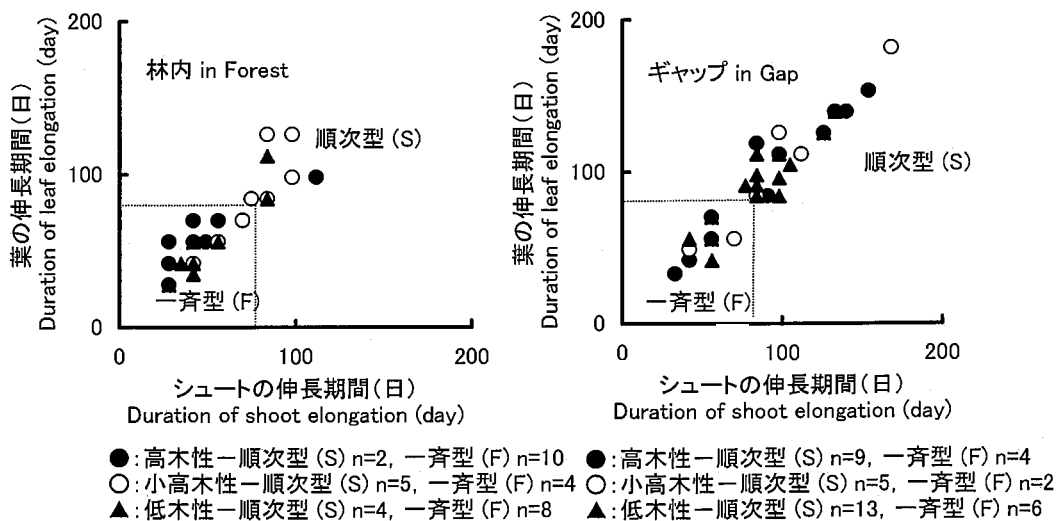 200
林内 in Forest
順次型 (S)
100
一斉型 (F)
0
0
100
200
葉の伸長期間(日)
Duration of leaf elongation (day)
シュートの伸長期間(日)
Duration of shoot elongation (day)
●:高木性ー順次型 (S) n=2, 一斉型 (F) n=10
○:小高木性ー順次型 (S) n=5, 一斉型 (F) n=4
▲:低木性ー順次型 (S) n=4, 一斉型 (F) n=8
200
ギャップ in Gap
順次型 (S)
100
一斉型 (F)
0
0
100
200
葉の伸長期間(日)
Duration of leaf elongation (day)
シュートの伸長期間(日)
Duration of shoot elongation (day)
●:高木性ー順次型 (S) n=9, 一斉型 (F) n=4
○:小高木性ー順次型 (S) n=5, 一斉型 (F) n=2
▲:低木性ー順次型 (S) n=13, 一斉型 (F) n=6